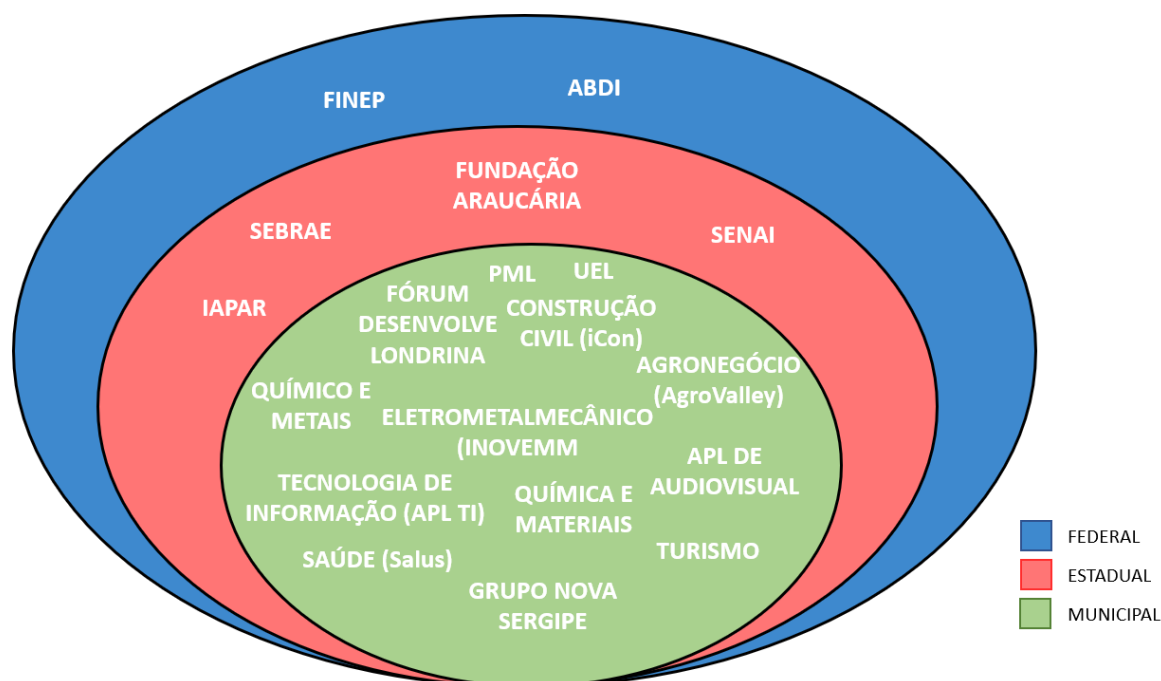 ABDI
FINEP
FUNDAÇÃO
ARAUCÁRIA
SEBRAE
SENAI
IAPAR
PML
UEL
FÓRUM
DESENVOLVE
LONDRINA
CONSTRUÇÃO
CIVIL (iCon)
AGRONEGÓCIO
(AgroValley)
QUÍMICO E
METAIS
ELETROMETALMECÂNICO
(INOVEMM
APL DE
AUDIOVISUAL
TECNOLOGIA DE
INFORMAÇÃO (APL TI)
QUÍMICA E
MATERIAIS
SAÚDE (Salus)
TURISMO
GRUPO NOVA
SERGIPE
FEDERAL
ESTADUAL
MUNICIPAL